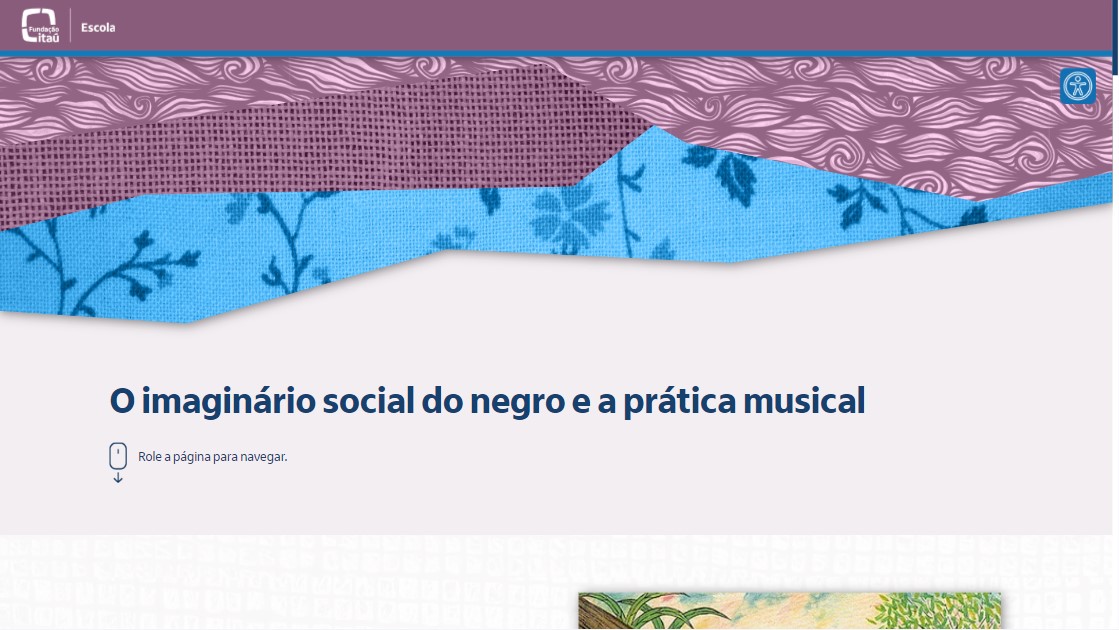 Fundação
itaú
Escola
O imaginário social do negro e a prática musical
Role a página para navegar.